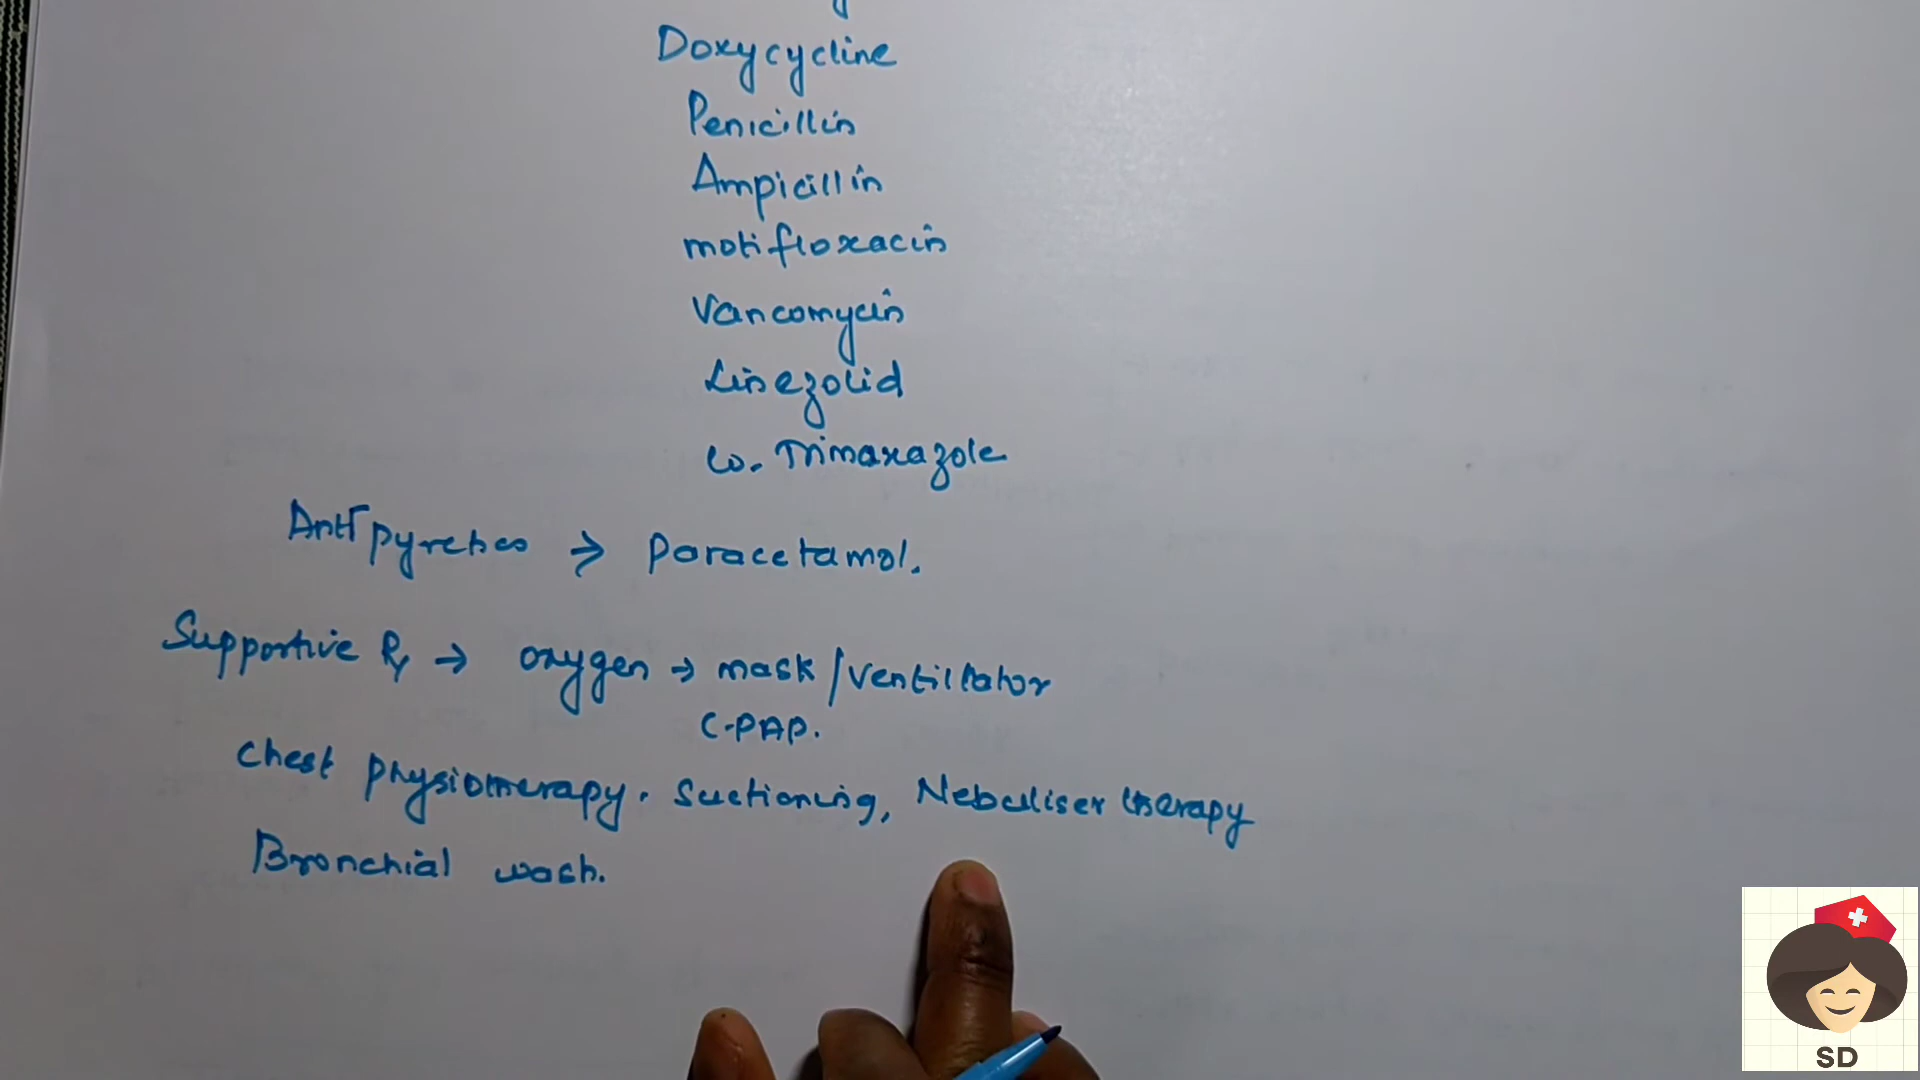 Doxycycline
Penicillin
Ampicillin
motifloxacin
Vancomycin
Linezolid
co. Trimaxazole
Antipyretics → paracetamol.
Supportive Rx → oxygen → mask/ventillator
C-PAP.
Chest physiotherapy. Suctioning, Nebuliser therapy
Bronchial wash.
SD